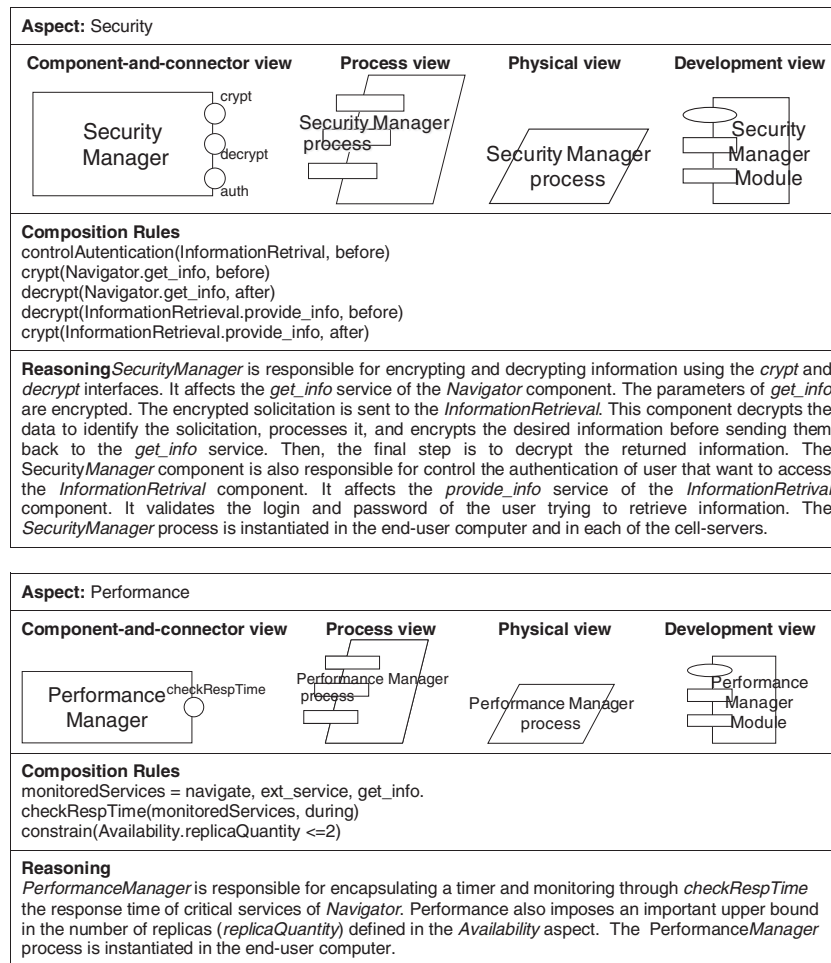 Aspect: Security
Component-and-connector view
Process view
Physical view
Development view
crypt
Security
Manager
decrypt
auth
Security Manager
process
Security Manager
process
Security
Manager
Module
Composition Rules
controlAutentication(InformationRetrival, before)
crypt(Navigator.get_info, before)
decrypt(Navigator.get_info, after)
decrypt(InformationRetrieval.provide_info, before)
crypt(InformationRetrieval.provide_info, after)
ReasoningSecurityManager is responsible for encrypting and decrypting information using the crypt and
decrypt interfaces. It affects the get_info service of the Navigator component. The parameters of get_info
are encrypted. The encrypted solicitation is sent to the InformationRetrieval. This component decrypts the
data to identify the solicitation, processes it, and encrypts the desired information before sending them
back to the get_info service. Then, the final step is to decrypt the returned information. The
SecurityManager component is also responsible for control the authentication of user that want to access
the InformationRetrival component. It affects the provide_info service of the InformationRetrival
component. It validates the login and password of the user trying to retrieve information. The
SecurityManager process is instantiated in the end-user computer and in each of the cell-servers.
Aspect: Performance
Component-and-connector view
Process view
Physical view
Development view
Performance
Manager
checkRespTime
Performance Manager
process
Performance Manager
process
Performance
Manager
Module
Composition Rules
monitoredServices = navigate, ext_service, get_info.
checkRespTime(monitoredServices, during)
constrain(Availability.replicaQuantity <=2)
Reasoning
PerformanceManager is responsible for encapsulating a timer and monitoring through checkRespTime
the response time of critical services of Navigator. Performance also imposes an important upper bound
in the number of replicas (replicaQuantity) defined in the Availability aspect. The PerformanceManager
process is instantiated in the end-user computer.